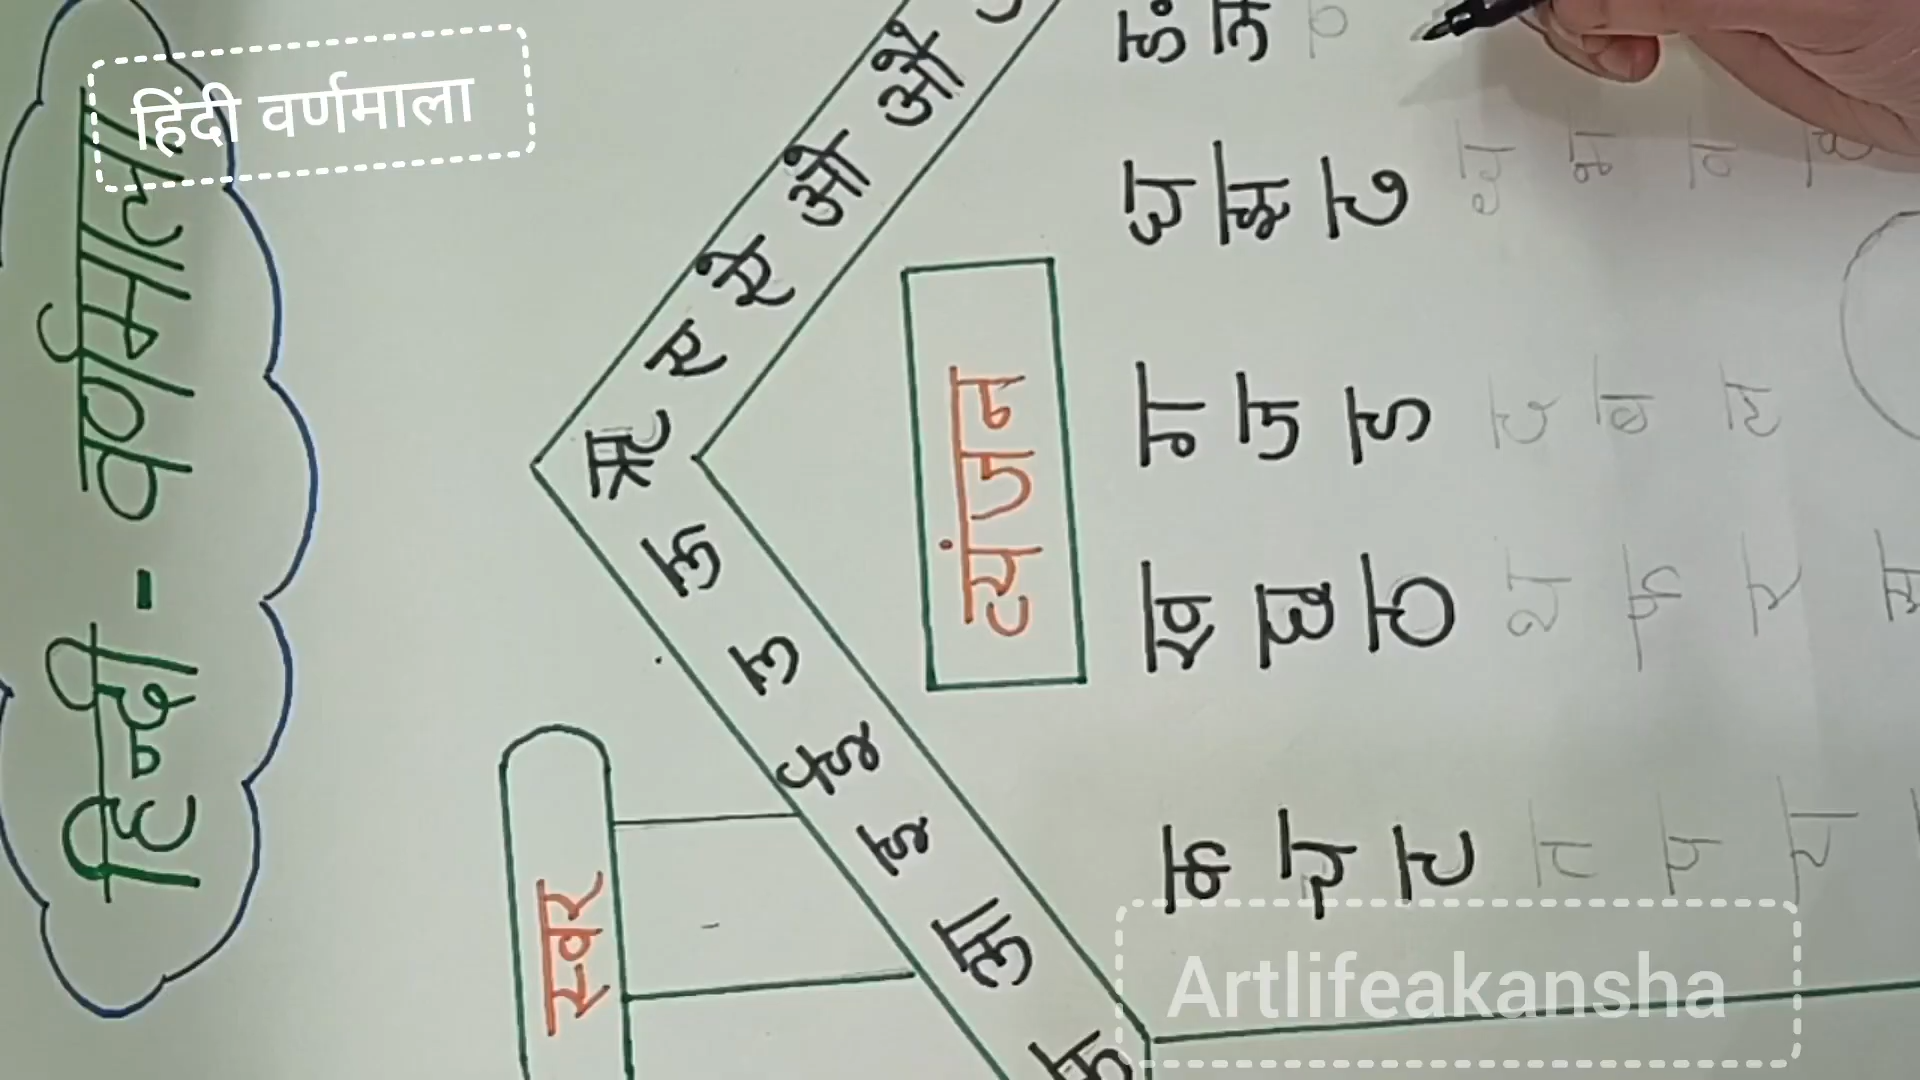 हिंदी वर्णमाला
हिन्दी - वर्णमाला
स्वर
अ आ इ ई उ ऊ ऋ ए ऐ ओ औ
व्यंजन
क ख ग घ ङ
च छ ज झ ञ
ट ठ ड ढ ण
त थ द ध
प फ ब भ
य र ल व
Artlifeakansha